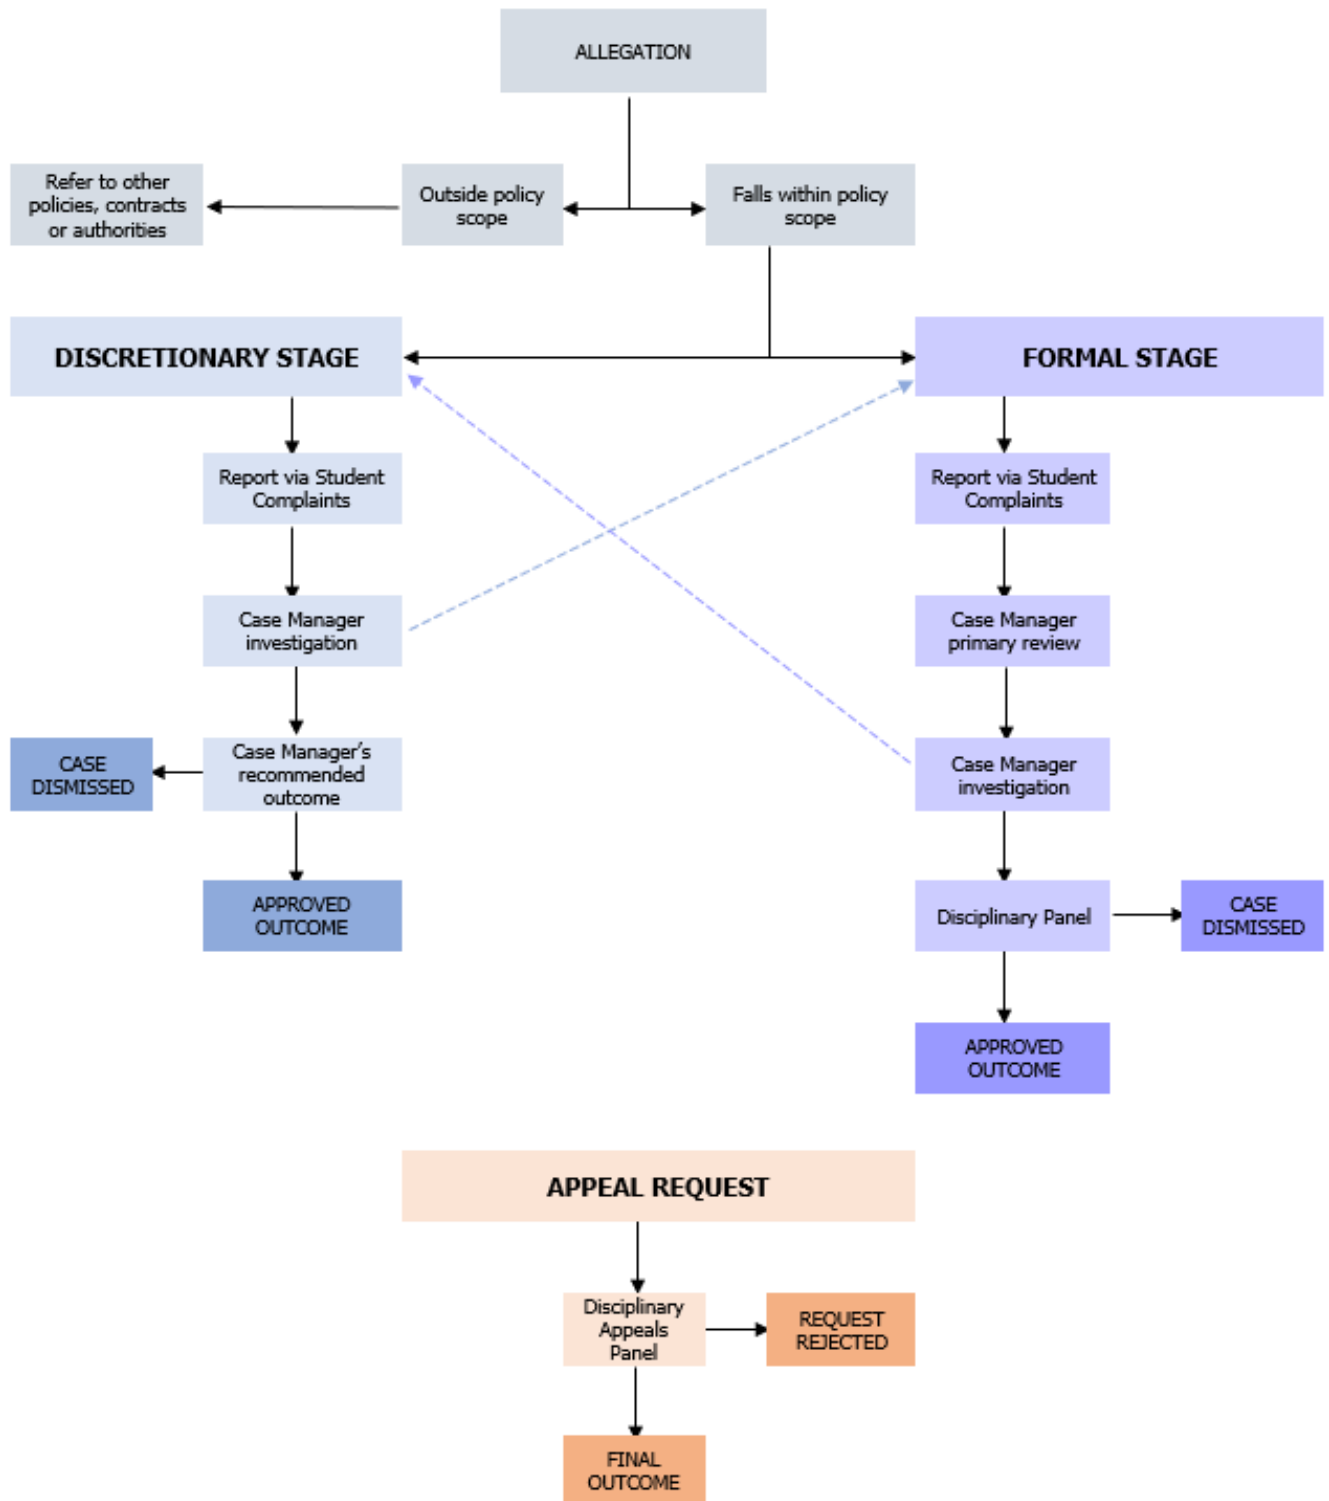 ALLEGATION
Refer to other
policies, contracts
or authorities
Outside policy
scope
Falls within policy
scope
DISCRETIONARY STAGE
FORMAL STAGE
Report via Student
Complaints
Report via Student
Complaints
Case Manager
investigation
Case Manager
primary review
CASE
DISMISSED
Case Manager’s
recommended
outcome
Case Manager
investigation
APPROVED
OUTCOME
Disciplinary Panel
CASE
DISMISSED
APPROVED
OUTCOME
APPEAL REQUEST
Disciplinary
Appeals
Panel
REQUEST
REJECTED
FINAL
OUTCOME